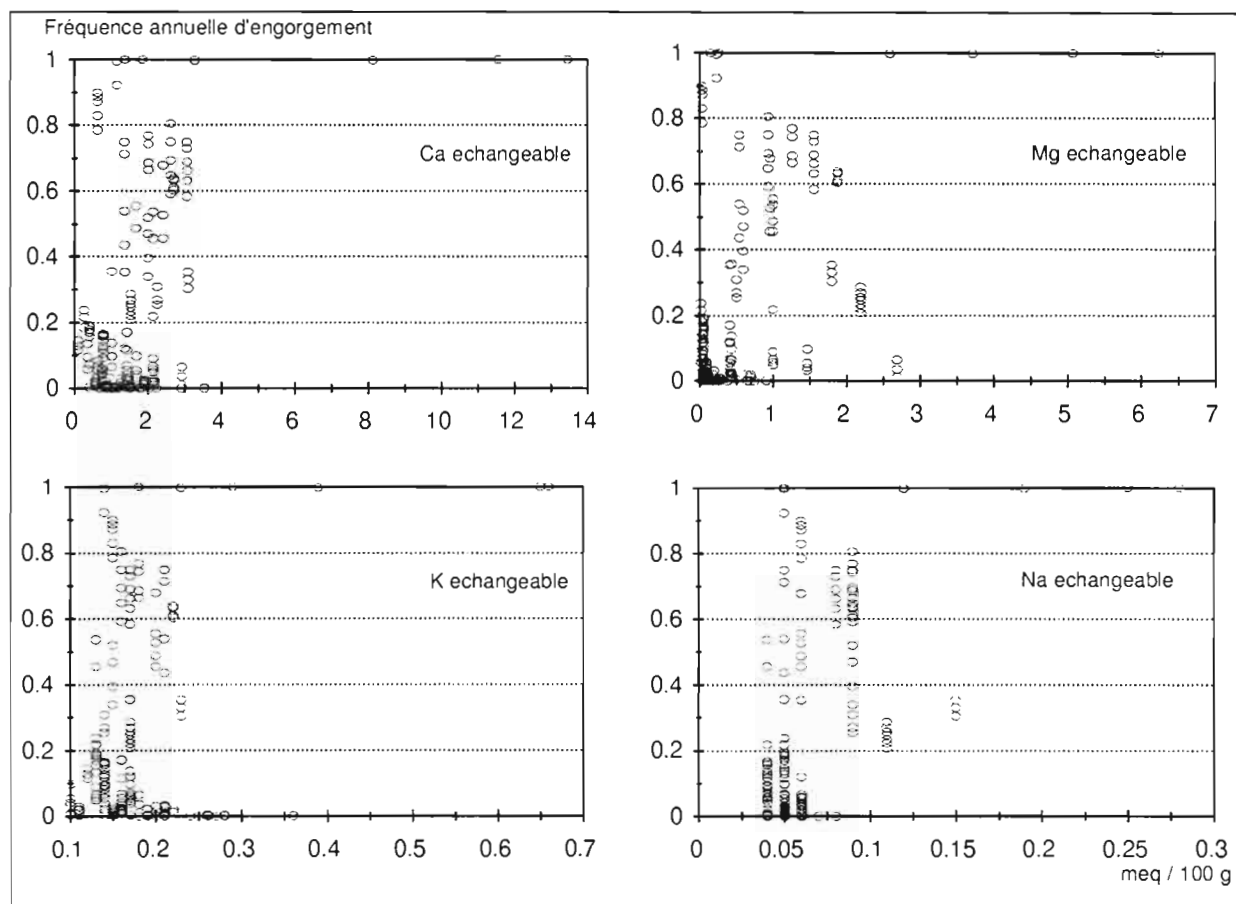 Fréquence annuelle d'engorgement
1
0.8
0.6
0.4
0.2
0
0 2 4 6 8 10 12 14
Ca echangeable
1
0.8
0.6
0.4
0.2
0
0 1 2 3 4 5 6 7
Mg echangeable
1
0.8
0.6
0.4
0.2
0
0.1 0.2 0.3 0.4 0.5 0.6 0.7
K echangeable
1
0.8
0.6
0.4
0.2
0
0 0.05 0.1 0.15 0.2 0.25 0.3
Na echangeable
meq / 100 g